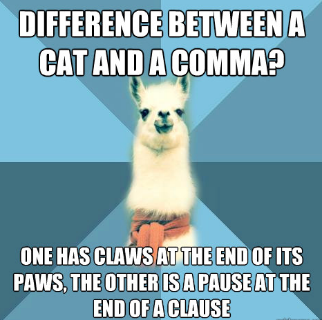 DIFFERENCE BETWEEN A
CAT AND A COMMA?
ONE HAS CLAWS AT THE END OF ITS
PAWS, THE OTHER IS A PAUSE AT THE
END OF A CLAUSE